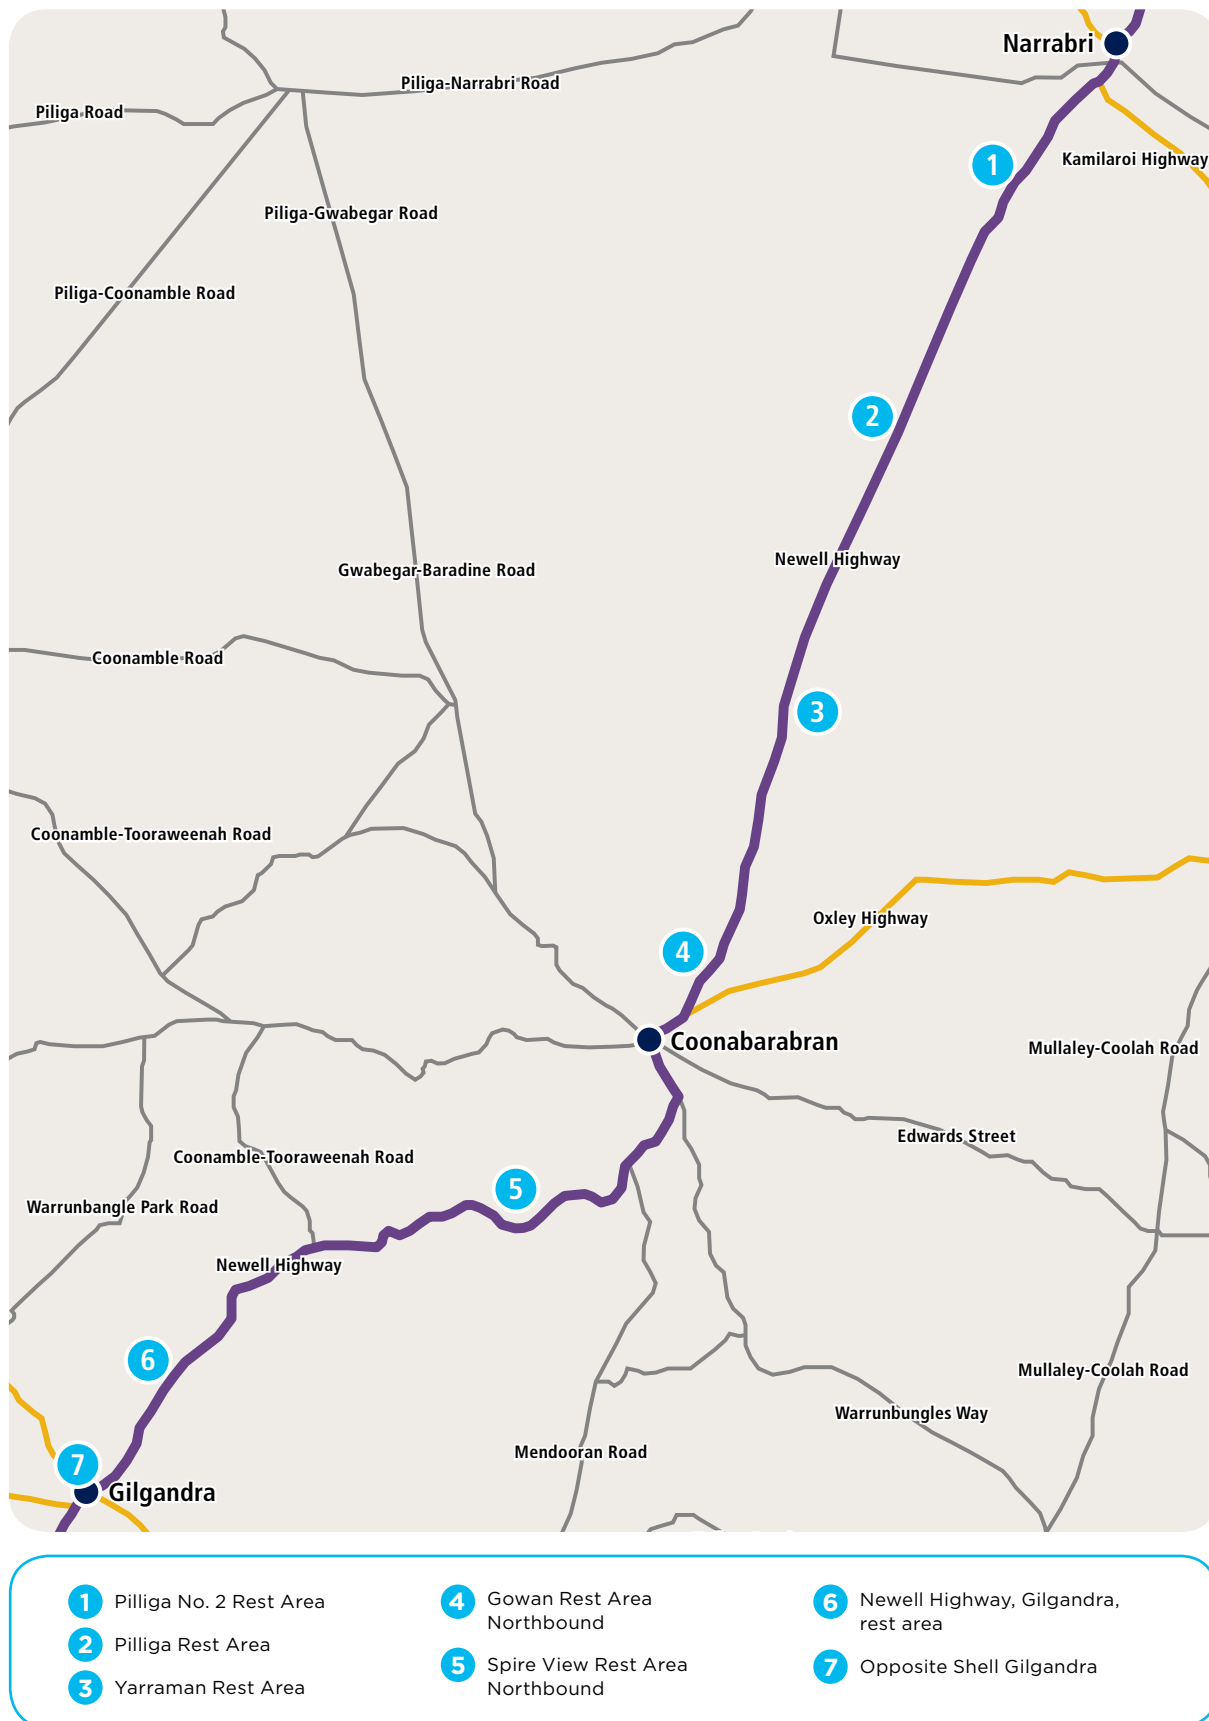 Narrabri
Piliga-Narrabri Road
Piliga Road
Kamilaroi Highway
1
Piliga-Gwabegar Road
Piliga-Coonamble Road
2
Newell Highway
Gwabegar-Baradine Road
Coonamble Road
3
Coonamble-Tooraweenah Road
Oxley Highway
4
Coonabarabran
Mullaley-Coolah Road
Edwards Street
Coonamble-Tooraweenah Road
5
Warrunbangle Park Road
Newell Highway
6
Mullaley-Coolah Road
Warrunbungles Way
Mendooran Road
7
Gilgandra
1 Pilliga No. 2 Rest Area
2 Pilliga Rest Area
3 Yarraman Rest Area
4 Gowan Rest Area
Northbound
5 Spire View Rest Area
Northbound
6 Newell Highway, Gilgandra,
rest area
7 Opposite Shell Gilgandra